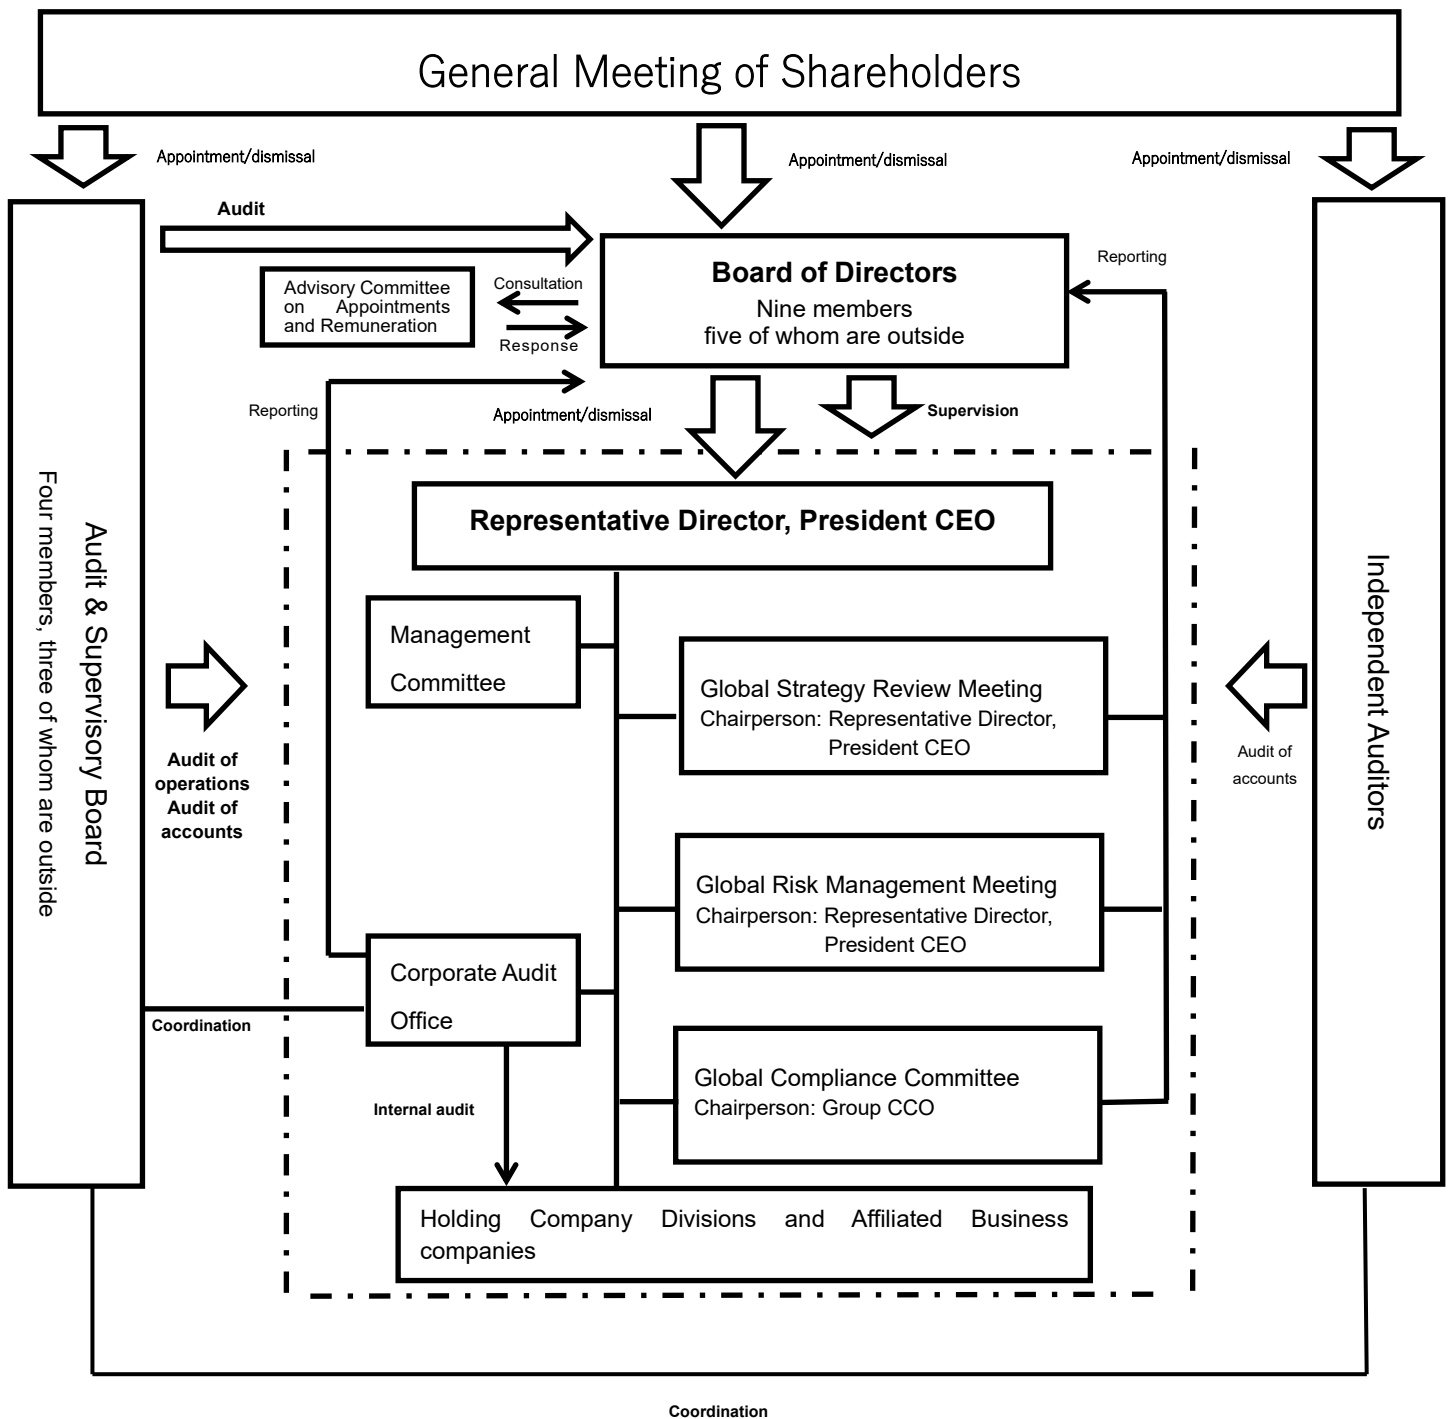 General Meeting of Shareholders
Appointment/dismissal
Appointment/dismissal
Appointment/dismissal
Audit
Board of Directors
Nine members
five of whom are outside
Reporting
Advisory Committee
on Appointments
and Remuneration
Consultation
Response
Reporting
Appointment/dismissal
Supervision
Representative Director, President CEO
Audit & Supervisory Board
Four members, three of whom are outside
Independent Auditors
Management
Committee
Global Strategy Review Meeting
Chairperson: Representative Director,
President CEO
Audit of
operations
Audit of
accounts
Audit of
accounts
Global Risk Management Meeting
Chairperson: Representative Director,
President CEO
Corporate Audit
Office
Coordination
Global Compliance Committee
Chairperson: Group CCO
Internal audit
Holding Company Divisions and Affiliated Business
companies
Coordination